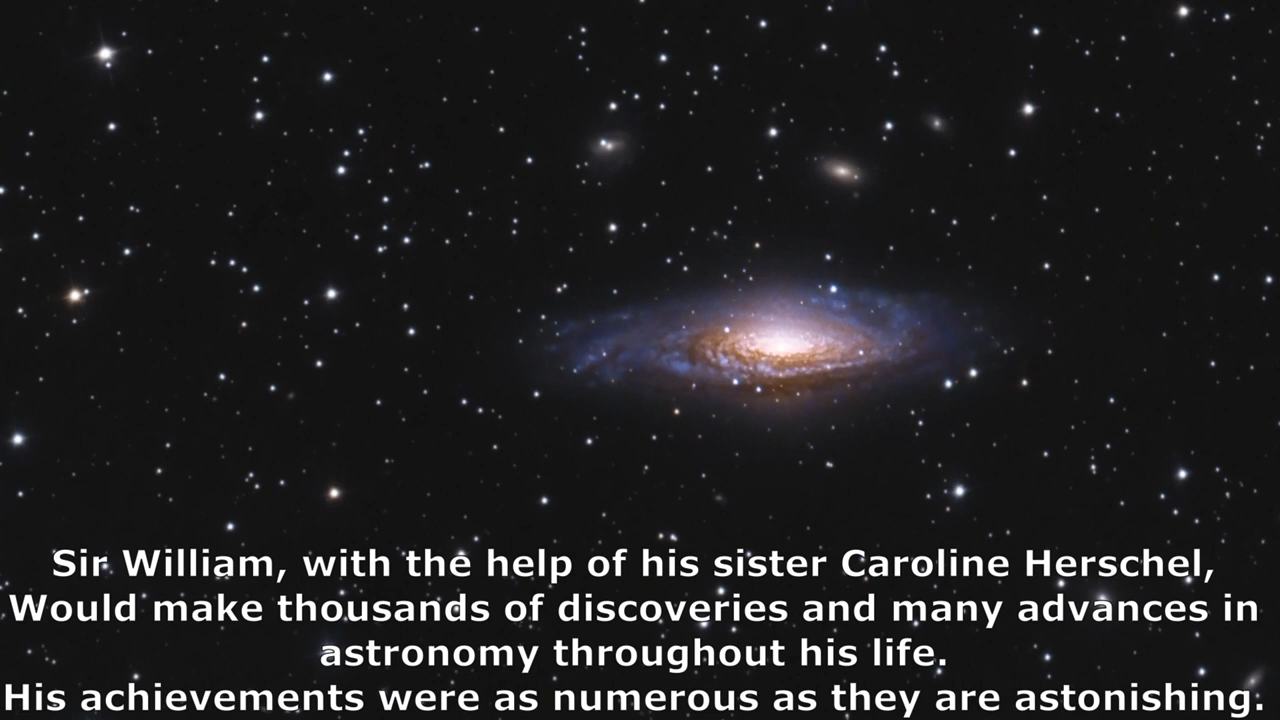 Sir William, with the help of his sister Caroline Herschel,
Would make thousands of discoveries and many advances in
astronomy throughout his life.
His achievements were as numerous as they are astonishing.